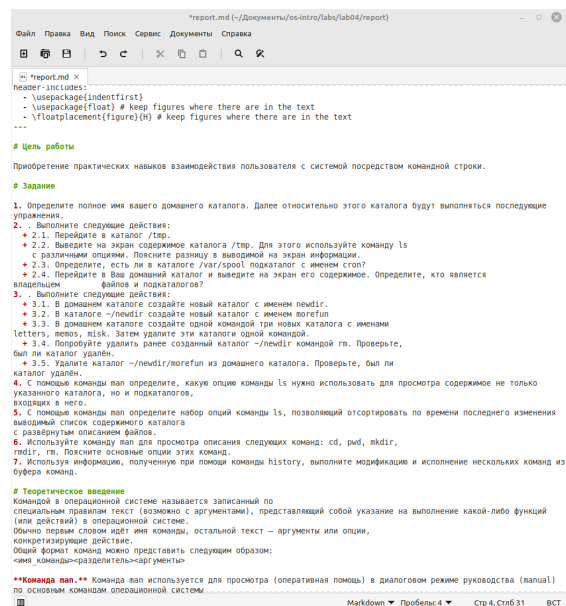 *report.md (~/Документы/os-intro/labs/lab04/report)
Файл Правка Вид Поиск Сервис Документы Справка
*report.md ×
header-includes:
- \usepackage{indentfirst}
- \usepackage{float} # keep figures where there are in the text
- \floatplacement{figure}{H} # keep figures where there are in the text
---
# Цель работы
Приобретение практических навыков взаимодействия пользователя с системой посредством командной строки.
# Задание
1. Определите полное имя вашего домашнего каталога. Далее относительно этого каталога будут выполняться последующие
упражнения.
2. . Выполните следующие действия:
+ 2.1. Перейдите в каталог /tmp.
+ 2.2. Выведите на экран содержимое каталога /tmp. Для этого используйте команду ls
с различными опциями. Поясните разницу в выводимой на экран информации.
+ 2.3. Определите, есть ли в каталоге /var/spool подкаталог с именем cron?
+ 2.4. Перейдите в Ваш домашний каталог и выведите на экран его содержимое. Определите, кто является
владельцем файлов и подкаталогов?
3. . Выполните следующие действия:
+ 3.1. В домашнем каталоге создайте новый каталог с именем newdir.
+ 3.2. В каталоге ~/newdir создайте новый каталог с именем morefun
+ 3.3. В домашнем каталоге создайте одной командой три новых каталога с именами
letters, memos, misk. Затем удалите эти каталоги одной командой.
+ 3.4. Попробуйте удалить ранее созданный каталог ~/newdir командой rm. Проверьте,
был ли каталог удалён.
+ 3.5. Удалите каталог ~/newdir/morefun из домашнего каталога. Проверьте, был ли
каталог удалён.
4. С помощью команды man определите, какую опцию команды ls нужно использовать для просмотра содержимое не только
указанного каталога, но и подкаталогов,
входящих в него.
5. С помощью команды man определите набор опций команды ls, позволяющий отсортировать по времени последнего изменения
выводимый список содержимого каталога
с развёрнутым описанием файлов.
6. Используйте команду man для просмотра описания следующих команд: cd, pwd, mkdir,
rmdir, rm. Поясните основные опции этих команд.
7. Используя информацию, полученную при помощи команды history, выполните модификацию и исполнение нескольких команд из
буфера команд.
# Теоретическое введение
Командой в операционной системе называется записанный по
специальным правилам текст (возможно с аргументами), представляющий собой указание на выполнение какой-либо функций
(или действий) в операционной системе.
Обычно первым словом идёт имя команды, остальной текст – аргументы или опции,
конкретизирующие действие.
Общий формат команд можно представить следующим образом:
<имя_команды><разделитель><аргументы>
**Команда man.** Команда man используется для просмотра (оперативная помощь) в диалоговом режиме руководства (manual)
по основным командам операционной системы
Markdown Пробелы: 4 Стр 4, Стлб 31 ВСТ